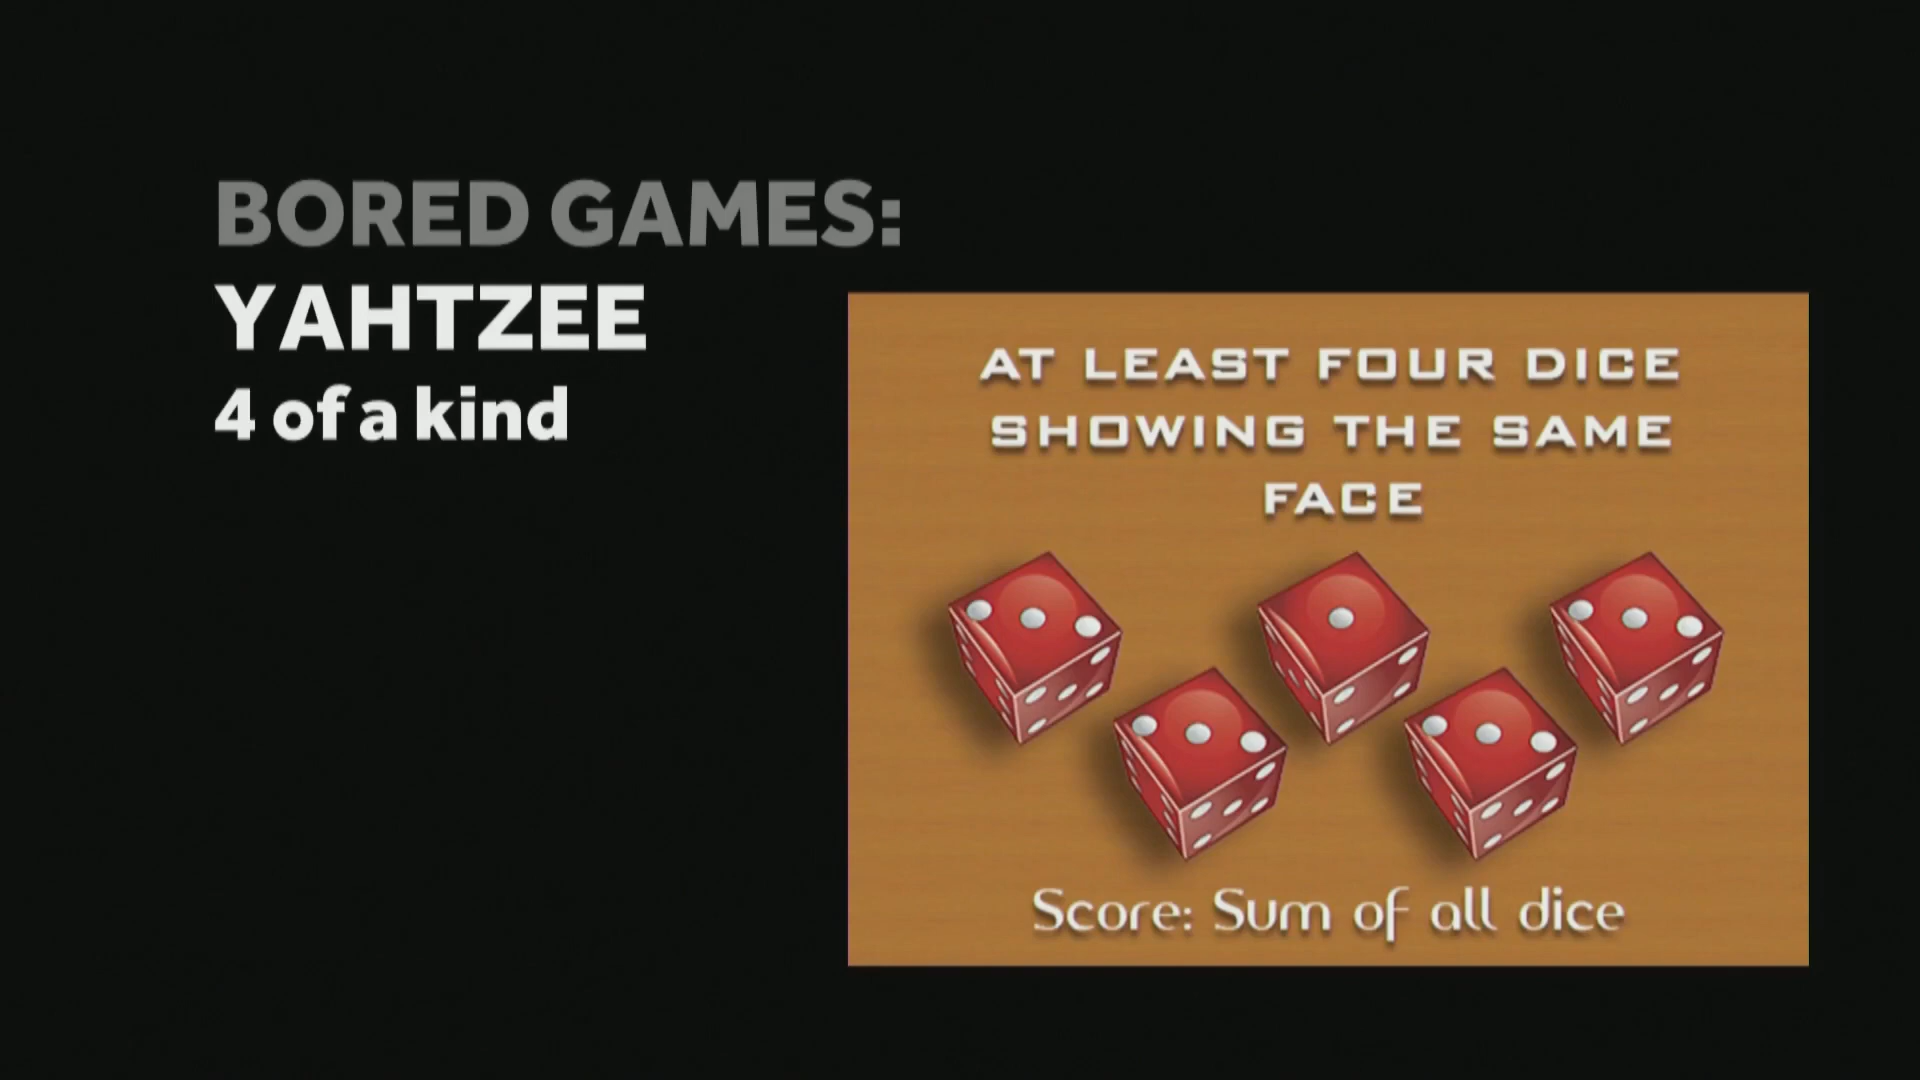 BORED GAMES:
YAHTZEE
4 of a kind
AT LEAST FOUR DICE
SHOWING THE SAME
FACE
Score: Sum of all dice